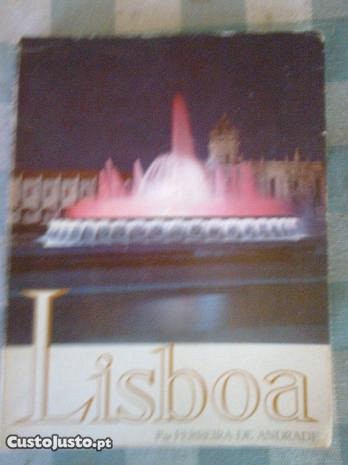 Lisboa
Por FERREIRA DE ANDRADE
CustoJusto.pt